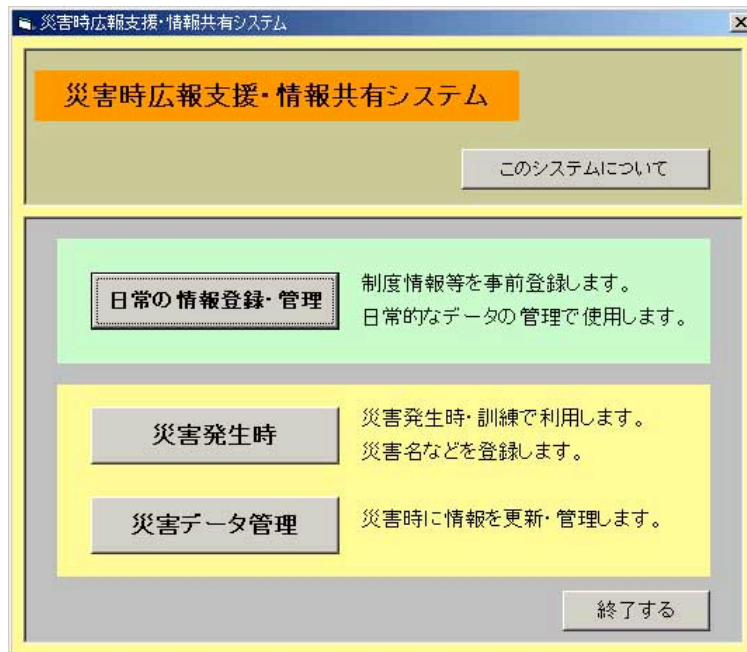 災害時広報支援・情報共有システム
災害時広報支援・情報共有システム
このシステムについて
日常の情報登録・管理
制度情報等を事前登録します。
日常的なデータの管理で使用します。
災害発生時
災害発生時・訓練で利用します。
災害名などを登録します。
災害データ管理
災害時に情報を更新・管理します。
終了する